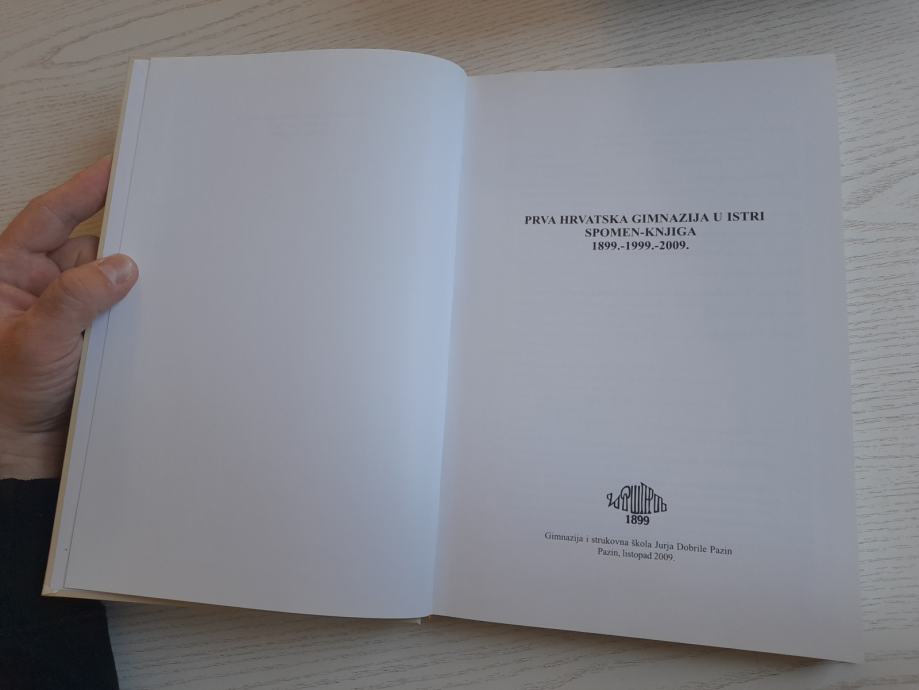 PRVA HRVATSKA GIMNAZIJA U ISTRI
SPOMEN-KNJIGA
1899.-1999.-2009.
1899
Gimnazija i strukovna škola Jurja Dobrile Pazin
Pazin, listopad 2009.